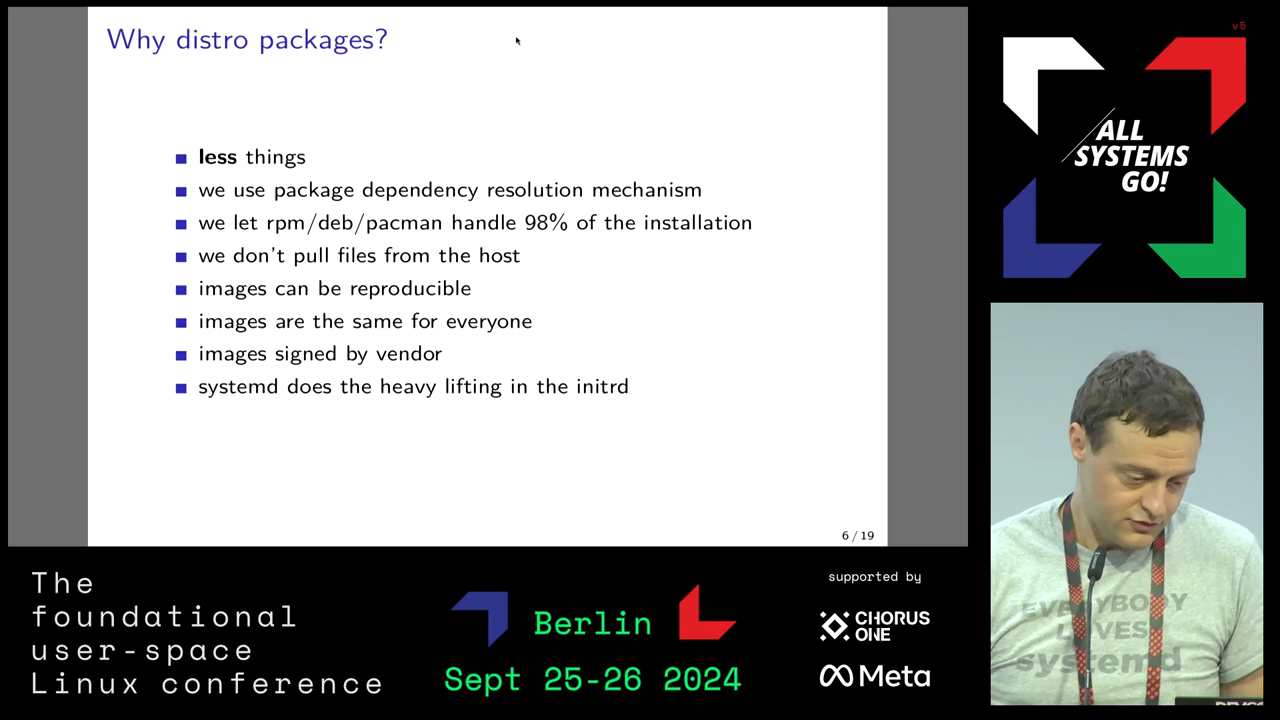 Why distro packages?
less things
we use package dependency resolution mechanism
we let rpm/deb/pacman handle 98% of the installation
we don't pull files from the host
images can be reproducible
images are the same for everyone
images signed by vendor
systemd does the heavy lifting in the initrd
6 / 19
v5
ALL
SYSTEMS
GO!
EVERYBODY
LOVES
systemd
The
foundational
user-space
Linux conference
Berlin
Sept 25-26 2024
supported by
CHORUS
ONE
Meta